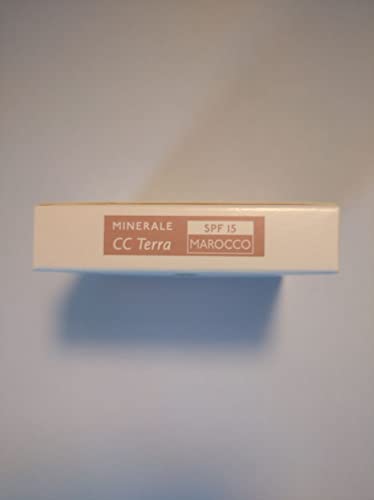 MINERALE
CC Terra
SPF 15
MAROCCO